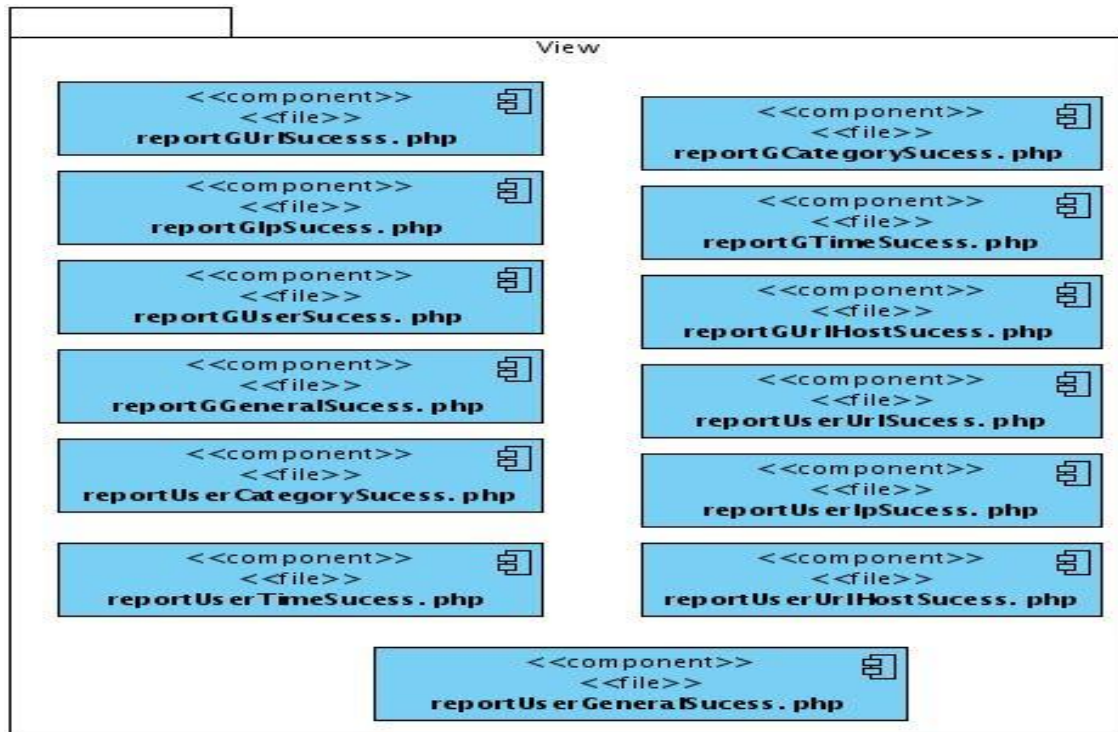 View
<<component>>
<<file>>
reportGUrlSucesss.php
<<component>>
<<file>>
reportGIpSucess.php
<<component>>
<<file>>
reportGUserSucess.php
<<component>>
<<file>>
reportGGeneralSucess.php
<<component>>
<<file>>
reportUserCategorySucess.php
<<component>>
<<file>>
reportUserTimeSucess.php
<<component>>
<<file>>
reportGCategorySucess.php
<<component>>
<<file>>
reportGTimeSucess.php
<<component>>
<<file>>
reportGUrlHostSucess.php
<<component>>
<<file>>
reportUserUrlSucess.php
<<component>>
<<file>>
reportUserIpSucess.php
<<component>>
<<file>>
reportUserUrlHostSucess.php
<<component>>
<<file>>
reportUserGeneralSucess.php